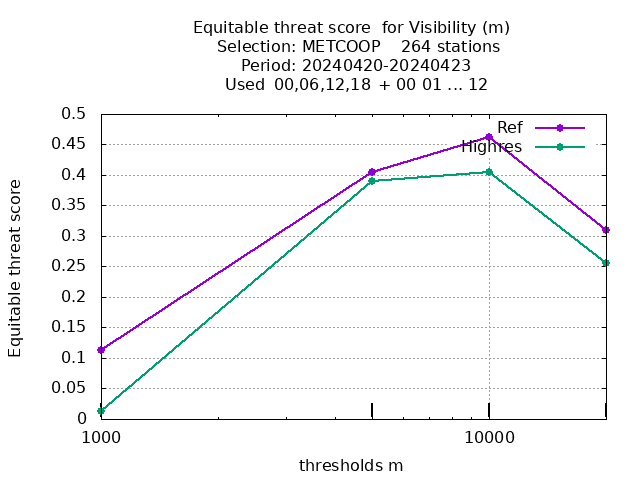 Equitable threat score  for Visibility (m)
Selection: METCOOP    264 stations
Period: 20240420-20240423
Used  00,06,12,18 + 00 01 ... 12
Ref
Highres
Equitable threat score
0.5
0.45
0.4
0.35
0.3
0.25
0.2
0.15
0.1
0.05
0
1000
10000
thresholds m